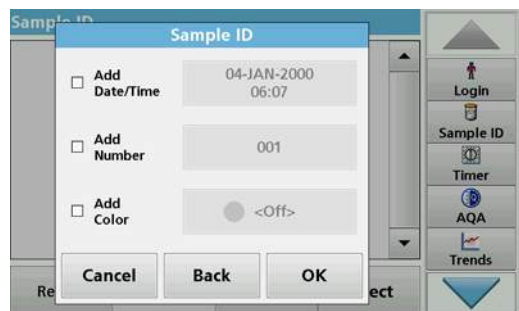 Sample ID
Sample ID
Add
Date/Time
04-JAN-2000
06:07
Add
Number
001
Add
Color
<Off>
Cancel
Back
OK
Login
Sample ID
Timer
AQA
Trends